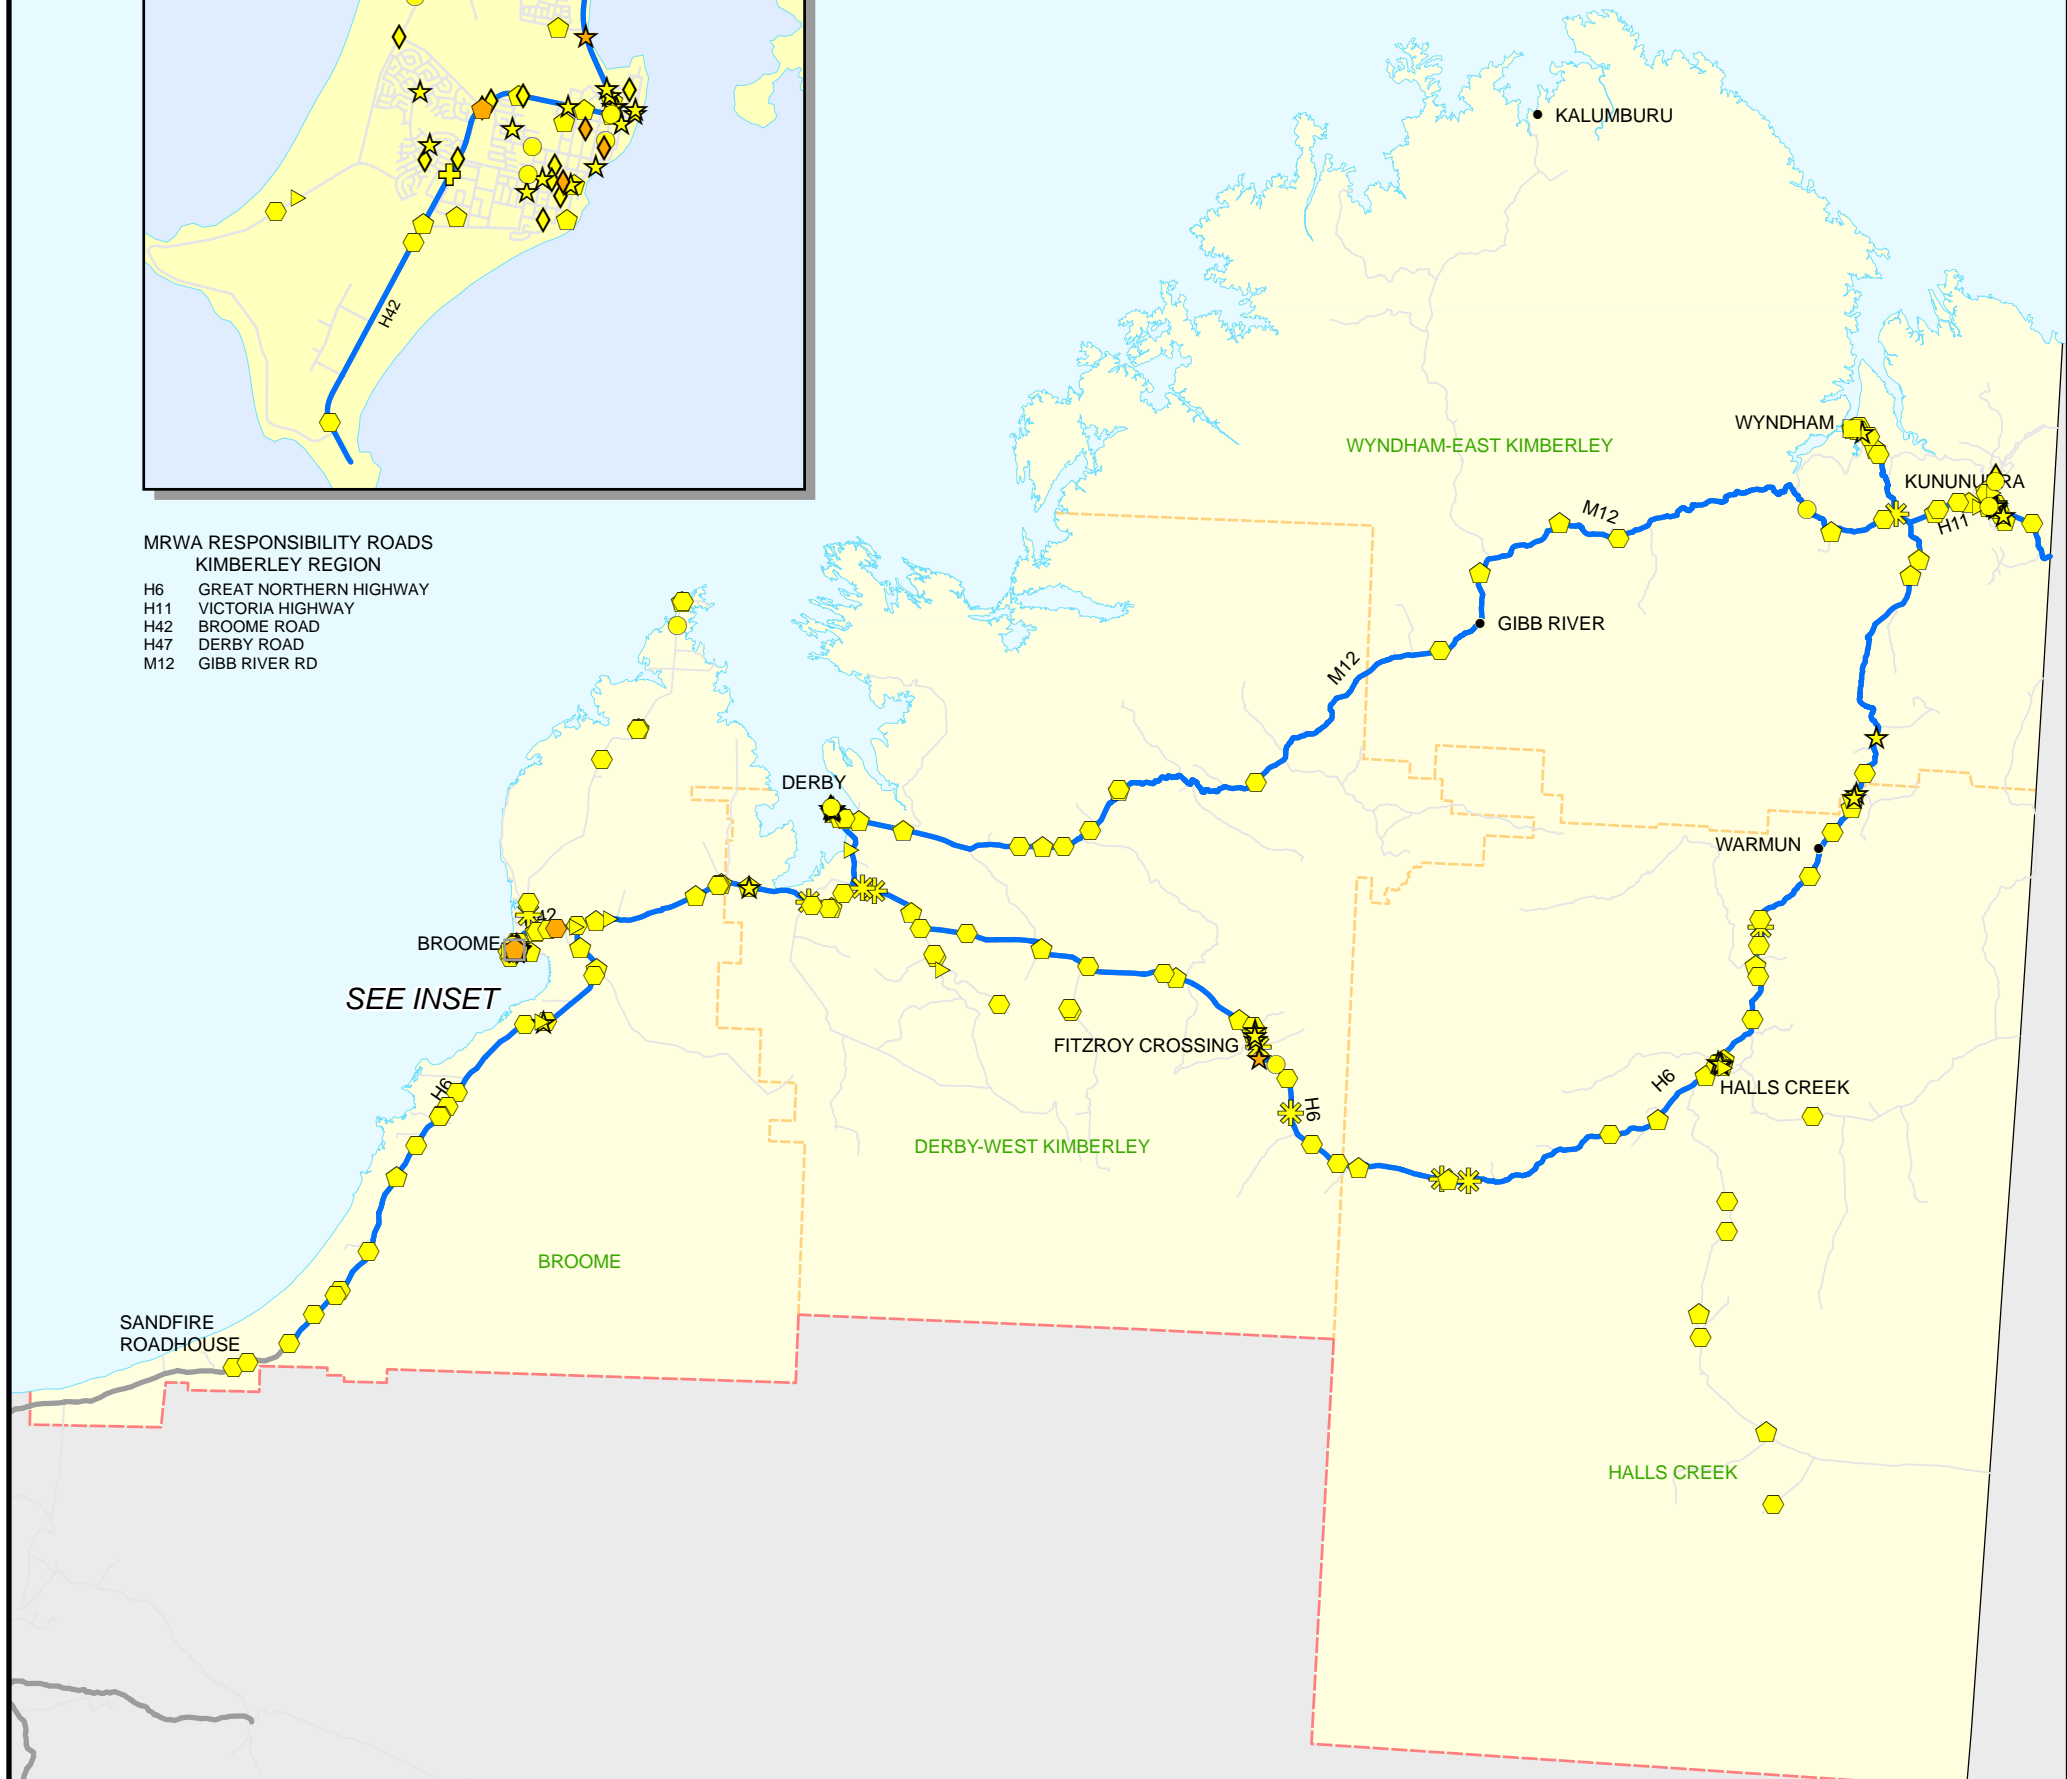 H42
KALUMBURU
WYNDHAM
WYNDHAM-EAST KIMBERLEY
KUNUNURRA
M12
H11
MRWA RESPONSIBILITY ROADS
KIMBERLEY REGION
H6 GREAT NORTHERN HIGHWAY
H11 VICTORIA HIGHWAY
H42 BROOME ROAD
H47 DERBY ROAD
M12 GIBB RIVER RD
GIBB RIVER
M12
DERBY
WARMUN
42
BROOME
SEE INSET
FITZROY CROSSING
H6
H6
H6
HALLS CREEK
DERBY-WEST KIMBERLEY
BROOME
SANDFIRE
ROADHOUSE
HALLS CREEK